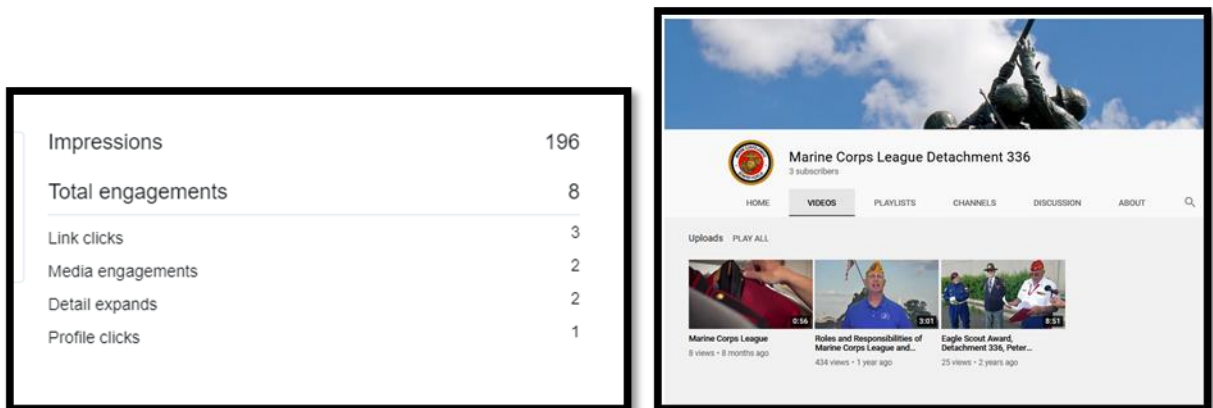 Impressions 196
Total engagements 8
Link clicks 3
Media engagements 2
Detail expands 2
Profile clicks 1
Marine Corps League Detachment 336
3 subscribers
HOME VIDEOS PLAYLISTS CHANNELS DISCUSSION ABOUT
Uploads PLAY ALL
0:56 3:01 8:51
Marine Corps League
8 views • 8 months ago
Roles and Responsibilities of
Marine Corps League and...
434 views • 1 year ago
Eagle Scout Award,
Detachment 336, Peter...
25 views • 2 years ago